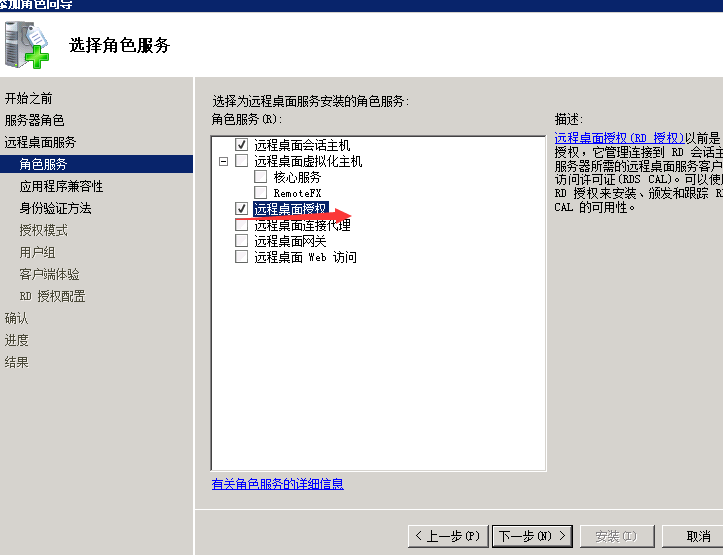 添加角色向导
选择角色服务
开始之前
服务器角色
远程桌面服务
角色服务
应用程序兼容性
身份验证方法
授权模式
用户组
客户端体验
RD 授权配置
确认
进度
结果
选择为远程桌面服务安装的角色服务:
角色服务(R):
远程桌面会话主机
远程桌面虚拟化主机
核心服务
RemoteFX
远程桌面授权
远程桌面连接代理
远程桌面网关
远程桌面 Web 访问
有关角色服务的详细信息
描述:
远程桌面授权(RD 授权)以前是
授权，它管理连接到 RD 会话主
服务器所需的远程桌面服务客户
访问许可证(RDS CAL)。可以使
RD 授权来安装、颁发和跟踪
CAL 的可用性。
< 上一步(P)
下一步(N) >
安装(I)
取消